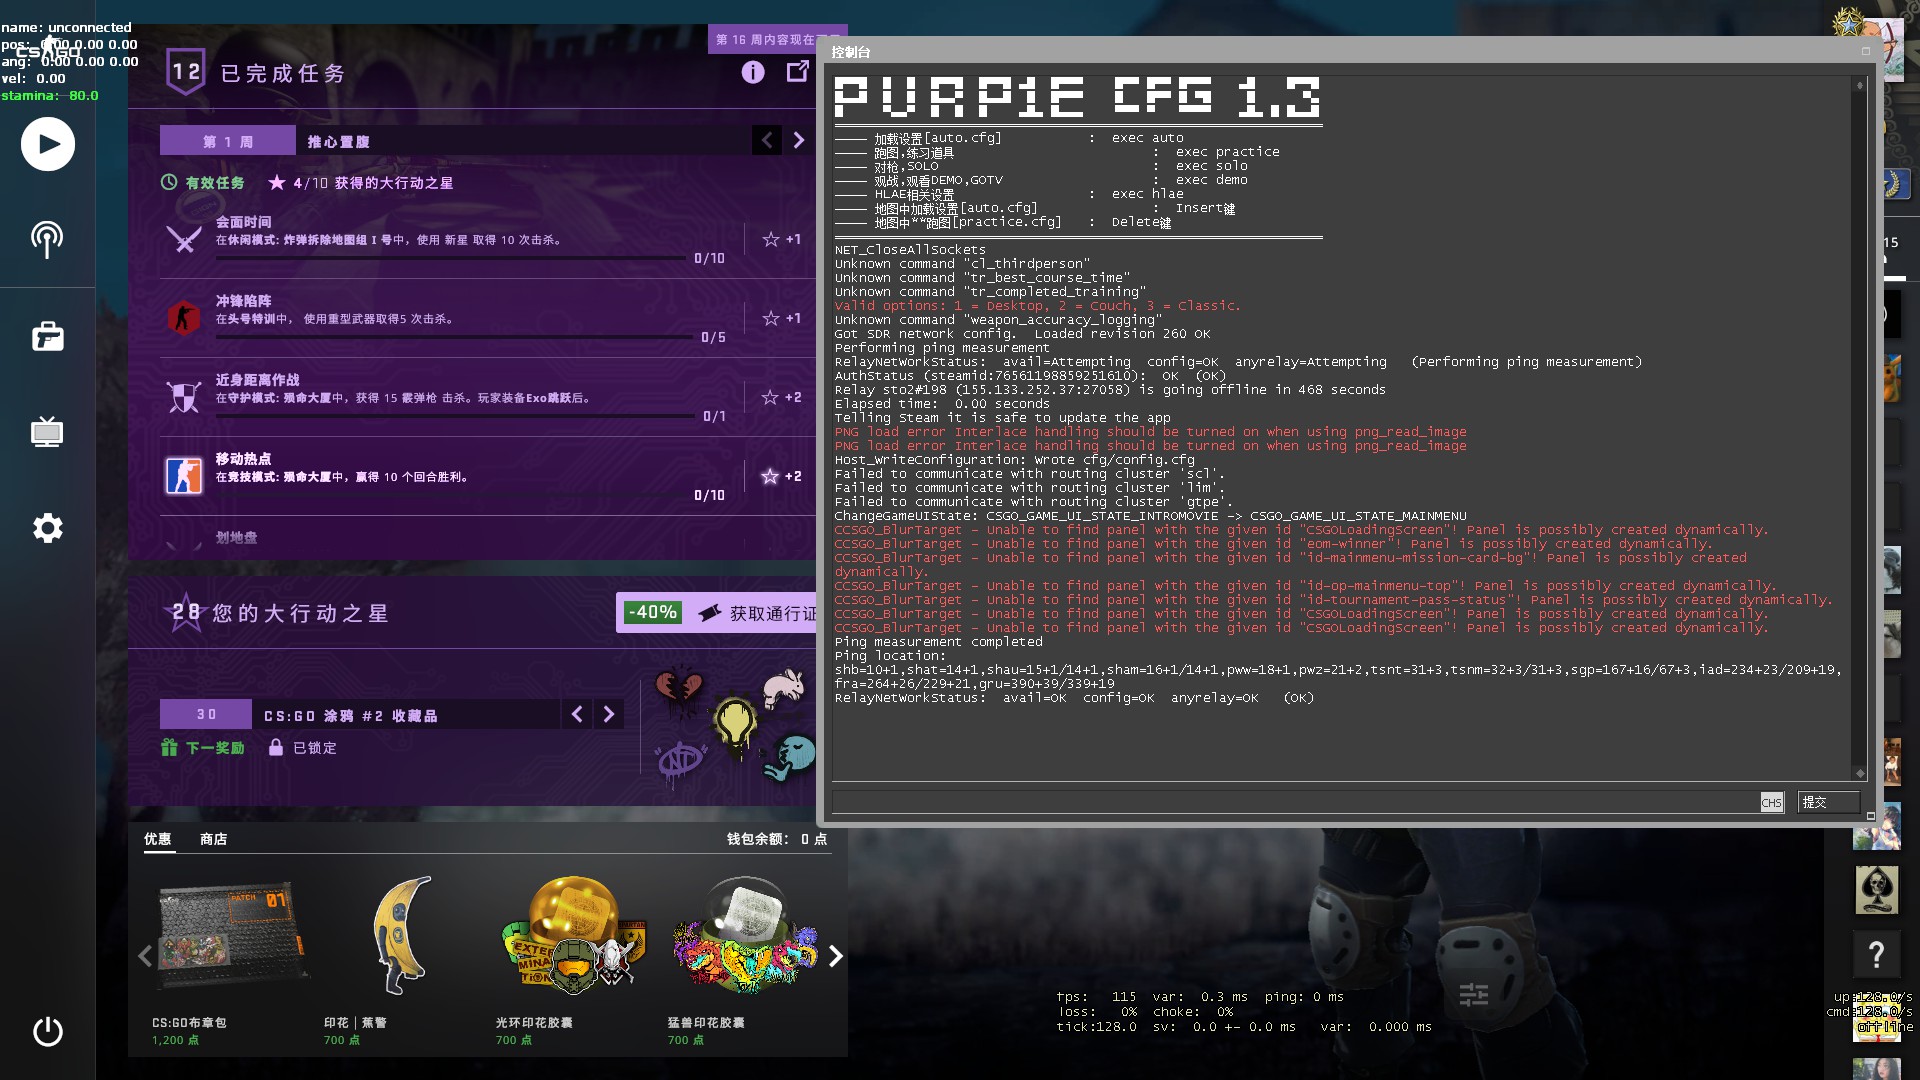 name: unconnected
pos: 0.00 0.00 0.00
ang: 0.00 0.00 0.00
vel: 0.00
stamina: 80.0
CS GO
第 16 周内容现在
12
已完成任务
第 1 周
推心置腹
有效任务
4/10 获得的大行动之星
会面时间
在休闲模式: 炸弹拆除地图组 I 号中，使用 新星 取得 10 次击杀。
0/10
+1
冲锋陷阵
在头号特训中， 使用重型武器取得5 次击杀。
0/5
+1
近身距离作战
在守护模式: 殒命大厦中，获得 15 霰弹枪 击杀。玩家装备Exo跳跃后。
0/1
+2
移动热点
在竞技模式: 殒命大厦中，赢得 10 个回合胜利。
0/10
+2
划地盘
28
您的大行动之星
-40%
获取通行证
30
CS:GO 涂鸦 #2 收藏品
下一奖励
已锁定
优惠
商店
钱包余额： 0 点
PATCH 01
EXTERMINATION
SPARTAN
CS:GO布章包
1,200 点
印花 | 蕉警
700 点
光环印花胶囊
700 点
猛兽印花胶囊
700 点
控制台
PURP1E CFG 1.3
加载设置[auto.cfg] : exec auto
跑图,练习道具 : exec practice
对枪,SOLO : exec solo
观战,观看DEMO,GOTV : exec demo
HLAE相关设置 : exec hlae
地图中加载设置[auto.cfg] : Insert键
地图中**跑图[practice.cfg] : Delete键
NET_CloseAllSockets
Unknown command "cl_thirdperson"
Unknown command "tr_best_course_time"
Unknown command "tr_completed_training"
Valid options: 1 = Desktop, 2 = Couch, 3 = Classic.
Unknown command "weapon_accuracy_logging"
Got SDR network config.  Loaded revision 260 OK
Performing ping measurement
RelayNetWorkStatus:  avail=Attempting  config=OK  anyrelay=Attempting   (Performing ping measurement)
AuthStatus (steamid:76561198859251610):  OK  (OK)
Relay sto2#198 (155.133.252.37:27058) is going offline in 468 seconds
Elapsed time:  0.00 seconds
Telling Steam it is safe to update the app
PNG load error Interlace handling should be turned on when using png_read_image
PNG load error Interlace handling should be turned on when using png_read_image
Host_WriteConfiguration: Wrote cfg/config.cfg
Failed to communicate with routing cluster 'scl'.
Failed to communicate with routing cluster 'lim'.
Failed to communicate with routing cluster 'gtpe'.
ChangeGameUIState: CSGO_GAME_UI_STATE_INTROMOVIE -> CSGO_GAME_UI_STATE_MAINMENU
CCSGO_BlurTarget - Unable to find panel with the given id "CSGOLoadingScreen"! Panel is possibly created dynamically.
CCSGO_BlurTarget - Unable to find panel with the given id "eom-winner"! Panel is possibly created dynamically.
CCSGO_BlurTarget - Unable to find panel with the given id "id-mainmenu-mission-card-bg"! Panel is possibly created
dynamically.
CCSGO_BlurTarget - Unable to find panel with the given id "id-op-mainmenu-top"! Panel is possibly created dynamically.
CCSGO_BlurTarget - Unable to find panel with the given id "id-tournament-pass-status"! Panel is possibly created dynamically.
CCSGO_BlurTarget - Unable to find panel with the given id "CSGOLoadingScreen"! Panel is possibly created dynamically.
CCSGO_BlurTarget - Unable to find panel with the given id "CSGOLoadingScreen"! Panel is possibly created dynamically.
Ping measurement completed
Ping location:
shb=10+1,shat=14+1,shau=15+1/14+1,sham=16+1/14+1,pww=18+1,pwz=21+2,tsnt=31+3,tsnm=32+3/31+3,sgp=167+16/67+3,iad=234+23/209+19,
fra=264+26/229+21,gru=390+39/339+19
RelayNetWorkStatus:  avail=OK  config=OK  anyrelay=OK   (OK)
CHS
提交
15
fps: 115 var: 0.3 ms ping: 0 ms
loss: 0% choke: 0%
tick:128.0 sv: 0.0 +- 0.0 ms var: 0.000 ms
up:128.0/s
cmd:128.0/s
offline